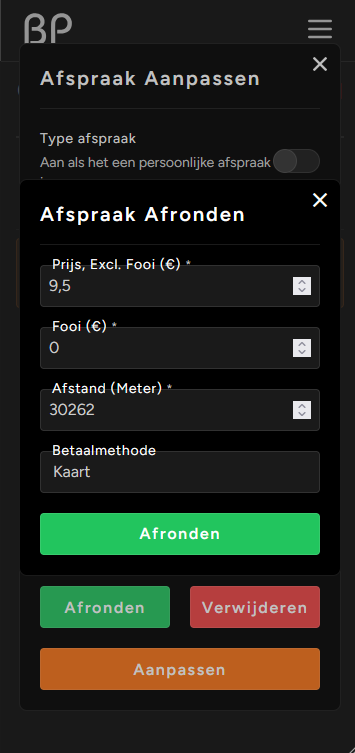 BP
Afspraak Aanpassen
Type afspraak
Aan als het een persoonlijke afspraak
Afspraak Afronden
Prijs, Excl. Fooi (€) *
9,5
Fooi (€) *
0
Afstand (Meter) *
30262
Betaalmethode
Kaart
Afronden
Afronden Verwijderen
Aanpassen